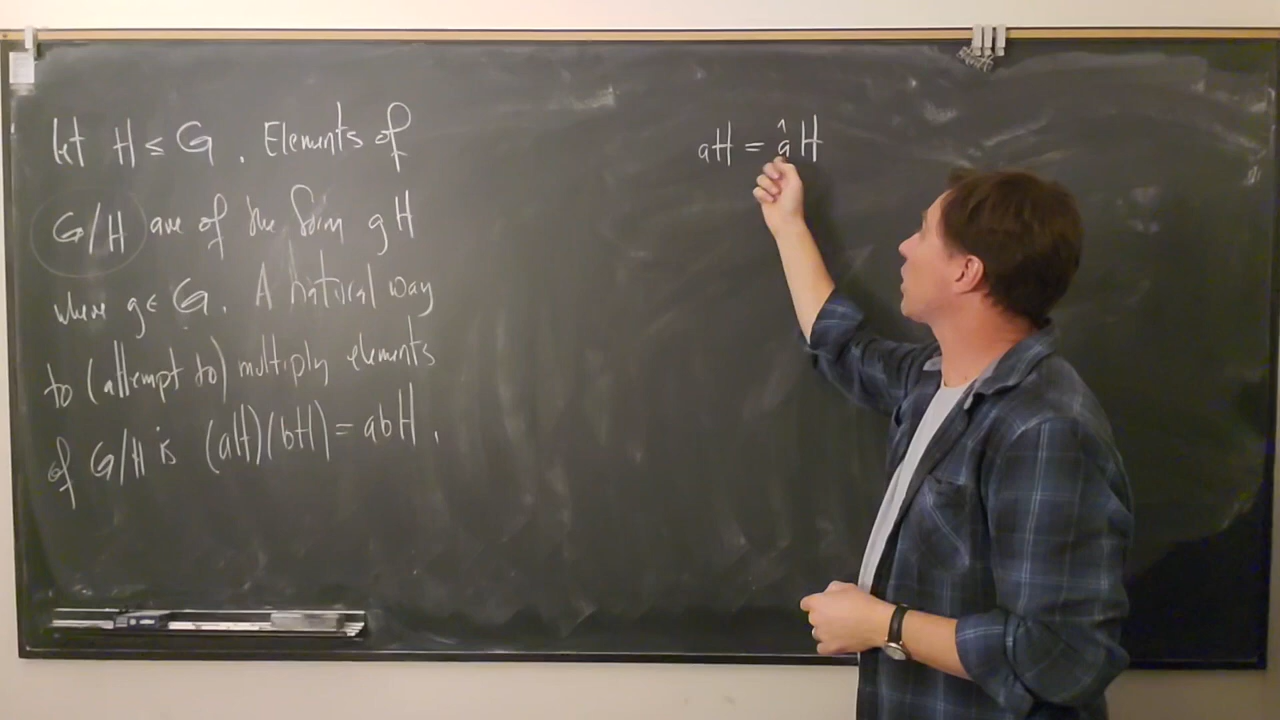 let H ≤ G. Elements of
G/H are of the form gH
where g ∈ G. A natural way
to (attempt to) multiply elements
of G/H is (aH)(bH) = abH.
aH = âH